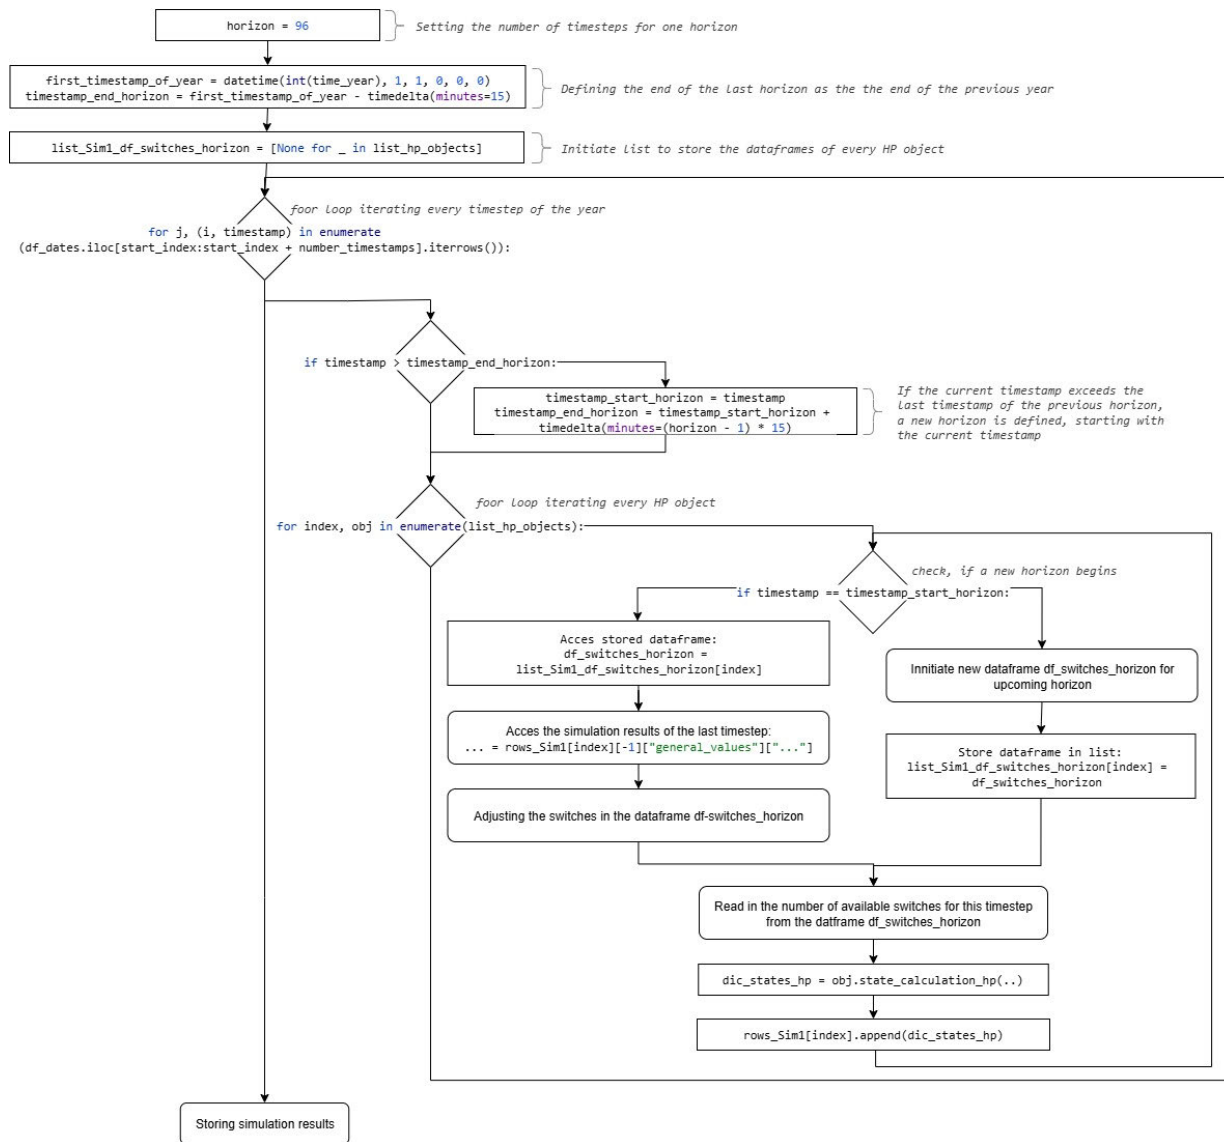 horizon = 96
Setting the number of timesteps for one horizon
first_timestamp_of_year = datetime(int(time_year), 1, 1, 0, 0, 0)
timestamp_end_horizon = first_timestamp_of_year - timedelta(minutes=15)
Defining the end of the last horizon as the the end of the previous year
list_Sim1_df_switches_horizon = [None for _ in list_hp_objects]
Initiate list to store the dataframes of every HP object
foor loop iterating every timestep of the year
for j, (i, timestamp) in enumerate
(df_dates.iloc[start_index:start_index + number_timestamps].iterrows()):
if timestamp > timestamp_end_horizon:
timestamp_start_horizon = timestamp
timestamp_end_horizon = timestamp_start_horizon +
timedelta(minutes=(horizon - 1) * 15)
If the current timestamp exceeds the
last timestamp of the previous horizon,
a new horizon is defined, starting with
the current timestamp
foor loop iterating every HP object
for index, obj in enumerate(list_hp_objects):
check, if a new horizon begins
if timestamp == timestamp_start_horizon:
Acces stored dataframe:
df_switches_horizon =
list_Sim1_df_switches_horizon[index]
Innitiate new dataframe df_switches_horizon for
upcoming horizon
Acces the simulation results of the last timestep:
... = rows_Sim1[index][-1]["general_values"]["..."]
Store dataframe in list:
list_Sim1_df_switches_horizon[index] =
df_switches_horizon
Adjusting the switches in the dataframe df-switches_horizon
Read in the number of available switches for this timestep
from the datframe df_switches_horizon
dic_states_hp = obj.state_calculation_hp(..)
rows_Sim1[index].append(dic_states_hp)
Storing simulation results